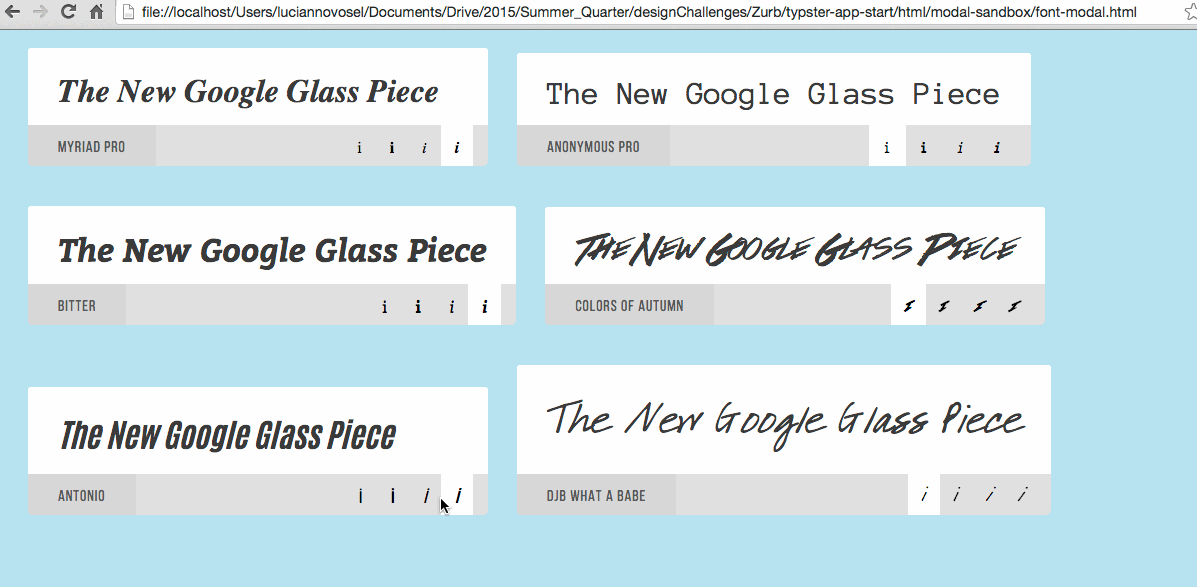 file://localhost/Users/luciannovosel/Documents/Drive/2015/Summer_Quarter/designChallenges/Zurb/typster-app-start/html/modal-sandbox/font-modal.html
The New Google Glass Piece
MYRIAD PRO i i i i
The New Google Glass Piece
ANONYMOUS PRO i i i i
The New Google Glass Piece
BITTER i i i i
The New Google Glass Piece
COLORS OF AUTUMN I I I I
The New Google Glass Piece
ANTONIO i i i i
The New Google Glass Piece
DJB WHAT A BABE i i i i